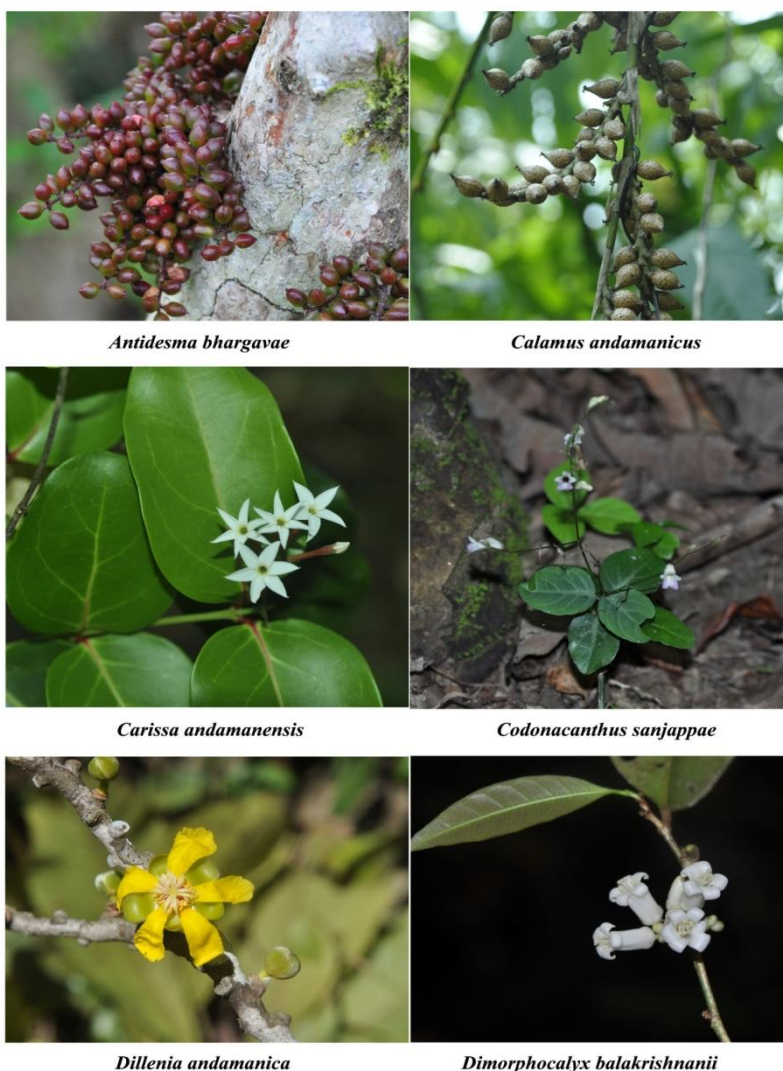 Antidesma bhargavae
Calamus andamanicus
Carissa andamanensis
Codonacanthus sanjappae
Dillenia andamanica
Dimorphocalyx balakrishnanii